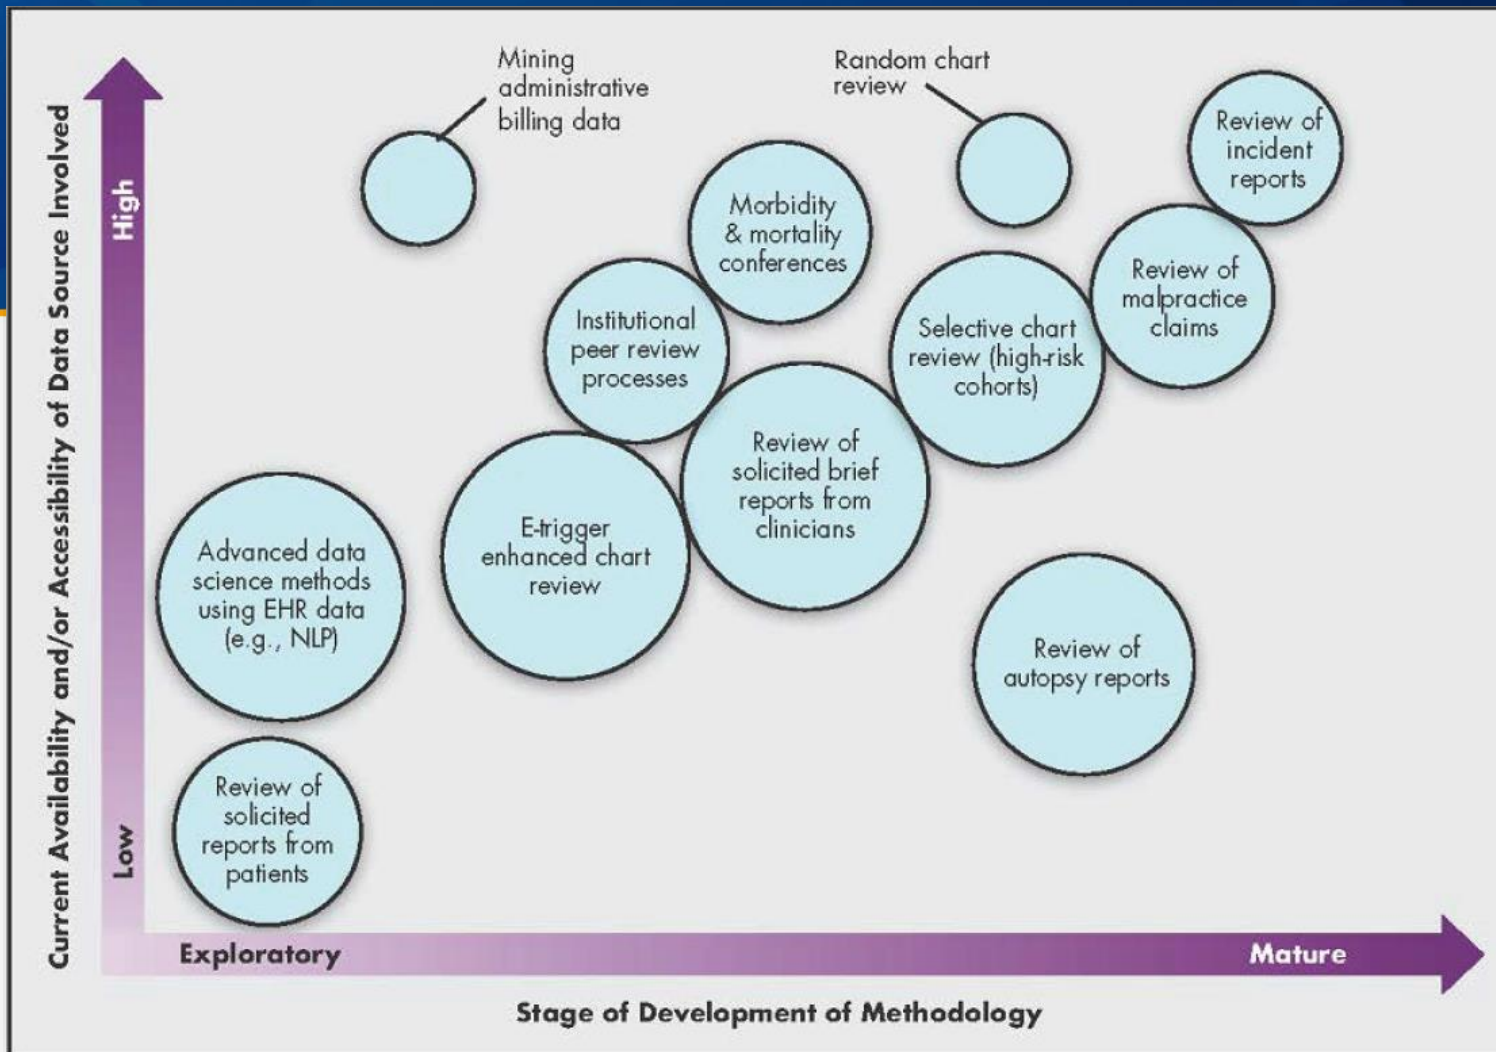 Mining
administrative
billing data
Random chart
review
Review of
incident
reports
Morbidity
& mortality
conferences
Review of
malpractice
claims
Institutional
peer review
processes
Selective chart
review (high-risk
cohorts)
Review of
solicited brief
reports from
clinicians
E-trigger
enhanced chart
review
Advanced data
science methods
using EHR data
(e.g., NLP)
Review of
autopsy reports
Review of
solicited
reports from
patients
Current Availability and/or Accessibility of Data Source Involved
High
Low
Exploratory
Mature
Stage of Development of Methodology